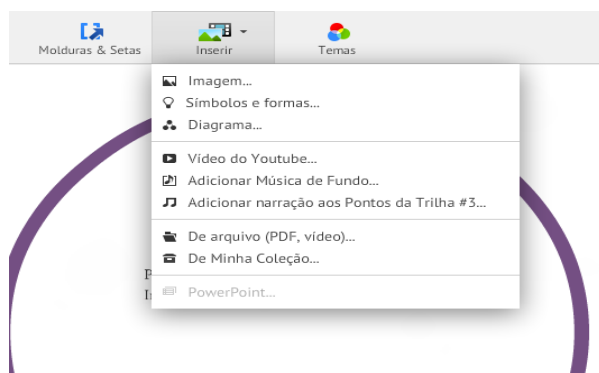 Molduras & Setas
Inserir
Temas
Imagem...
Símbolos e formas...
Diagrama...
Vídeo do Youtube...
Adicionar Música de Fundo...
Adicionar narração aos Pontos da Trilha #3...
De arquivo (PDF, vídeo)...
De Minha Coleção...
PowerPoint...